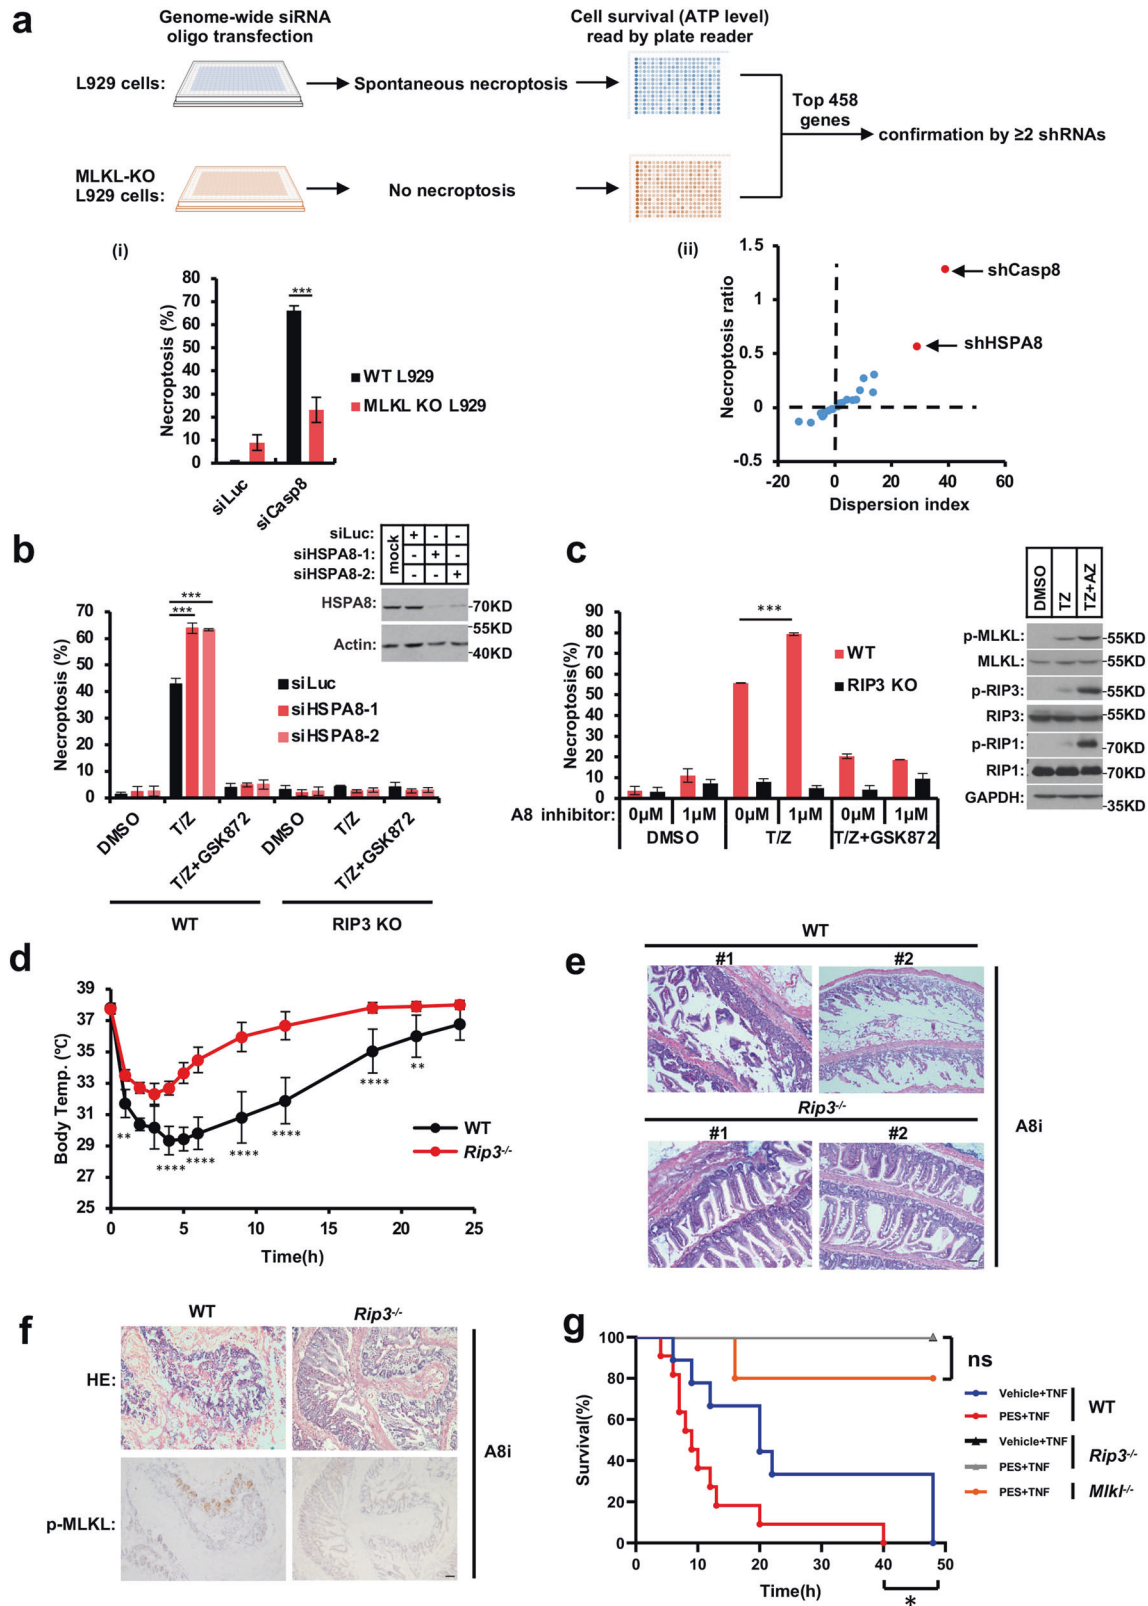 a
Genome-wide siRNA
oligo transfection
Cell survival (ATP level)
read by plate reader
L929 cells:
Spontaneous necroptosis
Top 458
genes
confirmation by ≥2 shRNAs
MLKL-KO
L929 cells:
No necroptosis
(i)
Necroptosis (%)
80
70
60
50
40
30
20
10
0
***
siLuc
siCasp8
WT L929
MLKL KO L929
(ii)
Necroptosis ratio
1.5
1
0.5
0
-0.5
shCasp8
shHSPA8
-20 0 20 40 60
Dispersion index
b
siLuc: mock + - -
siHSPA8-1: - + -
siHSPA8-2: - - +
HSPA8: -70KD
-55KD
Actin: -40KD
Necroptosis (%)
70
60
50
40
30
20
10
0
***
***
siLuc
siHSPA8-1
siHSPA8-2
DMSO
T/Z
T/Z+GSK872
DMSO
T/Z
T/Z+GSK872
WT RIP3 KO
c
Necroptosis(%)
90
80
70
60
50
40
30
20
10
0
***
WT
RIP3 KO
A8 inhibitor: 0μM 1μM 0μM 1μM 0μM 1μM
DMSO T/Z T/Z+GSK872
DMSO
TZ
TZ+AZ
p-MLKL: -55KD
MLKL: -55KD
p-RIP3: -55KD
RIP3: -55KD
p-RIP1: -70KD
RIP1: -70KD
GAPDH: -35KD
d
Body Temp. (ºC)
39
37
35
33
31
29
27
25
**
****
****
****
****
****
**
WT
Rip3-/-
0 5 10 15 20 25
Time(h)
e
WT
#1 #2
Rip3-/-
#1 #2
A8i
f
WT Rip3-/-
HE:
p-MLKL:
A8i
g
Survival(%)
100
80
60
40
20
0
ns
Vehicle+TNF
PES+TNF
WT
Vehicle+TNF
PES+TNF
Rip3-/-
PES+TNF
Mlkl-/-
0 10 20 30 40 50
Time(h)
*